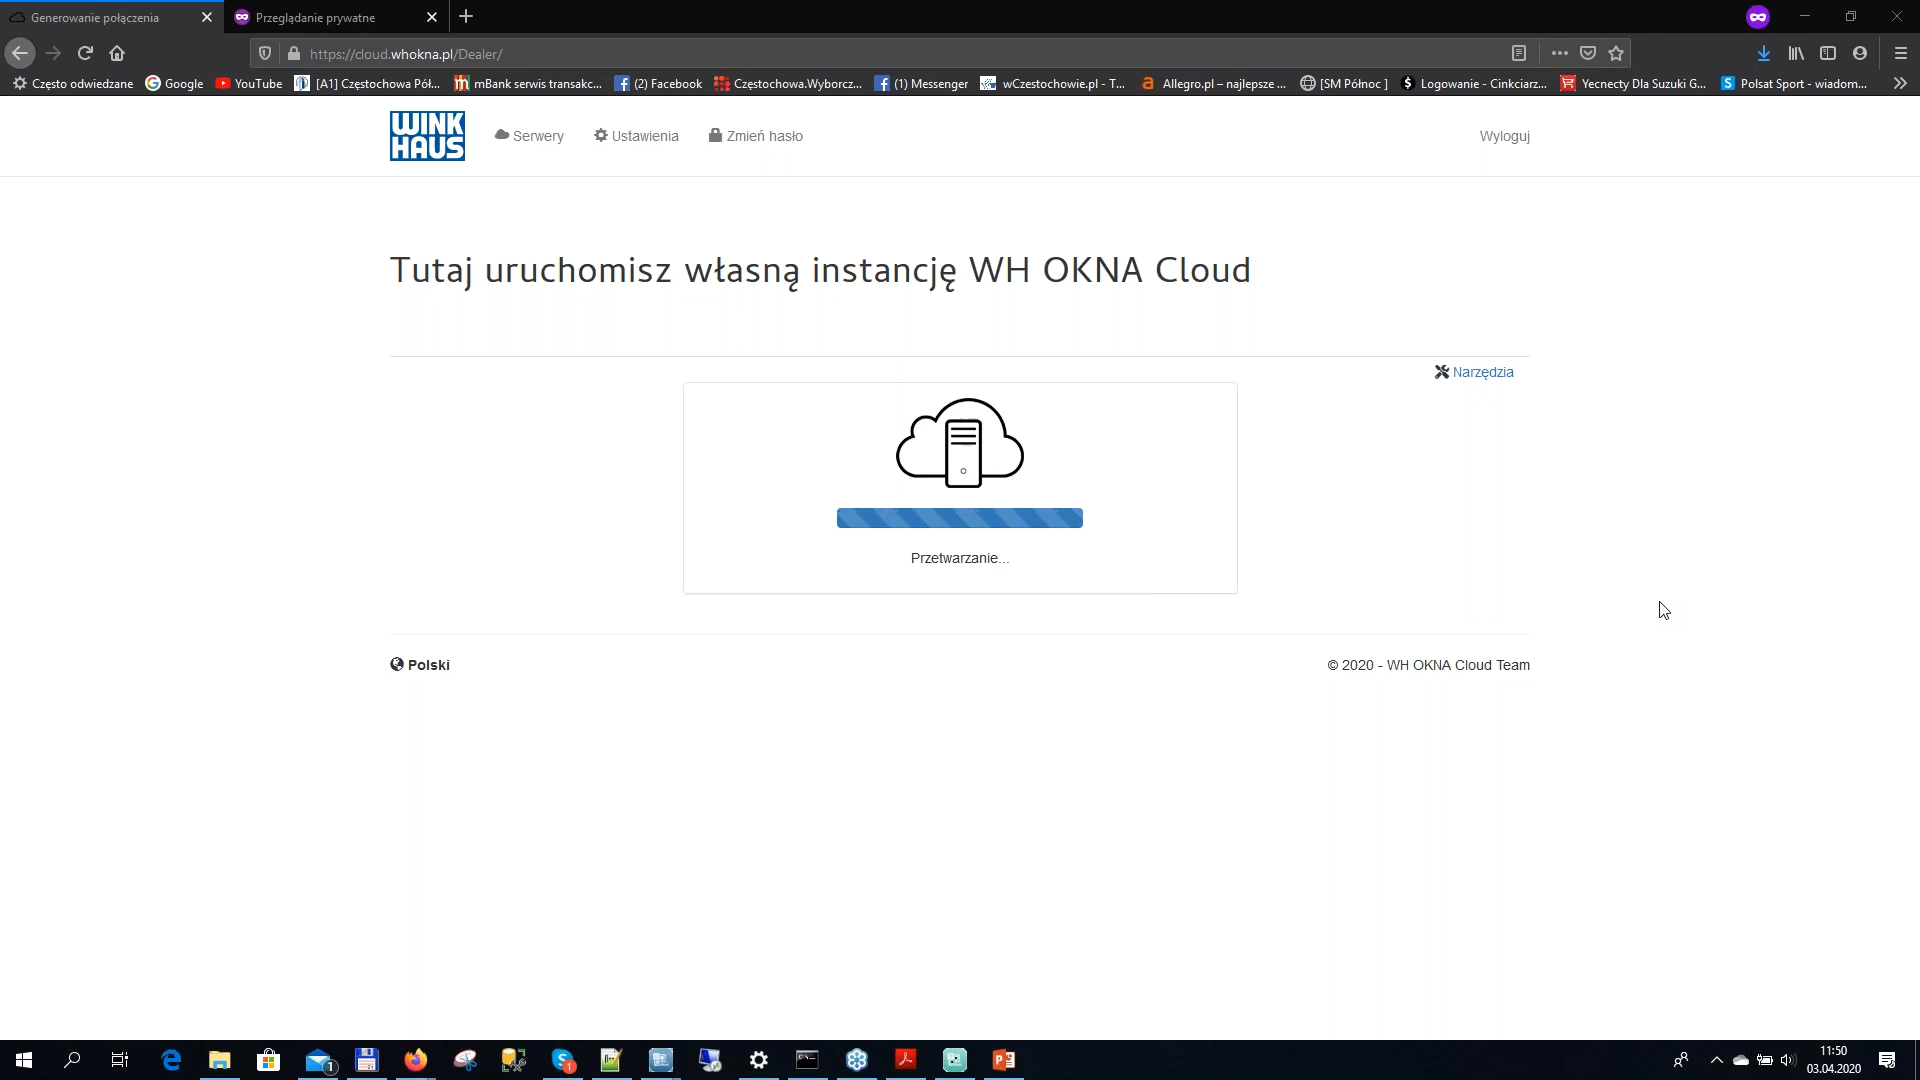 Generowanie połączenia
Przeglądanie prywatne
https://cloud.whokna.pl/Dealer/
Często odwiedzane
Google
YouTube
[A1] Częstochowa Pół...
mBank serwis transakc...
(2) Facebook
Częstochowa.Wyborcz...
(1) Messenger
wCzestochowie.pl - T...
Allegro.pl – najlepsze ...
[SM Północ ]
Logowanie - Cinkciarz...
Yecnecty Dla Suzuki G...
Polsat Sport - wiadom...
WINK
HAUS
Serwery
Ustawienia
Zmień hasło
Wyloguj
Tutaj uruchomisz własną instancję WH OKNA Cloud
Narzędzia
Przetwarzanie...
Polski
© 2020 - WH OKNA Cloud Team
11:50
03.04.2020